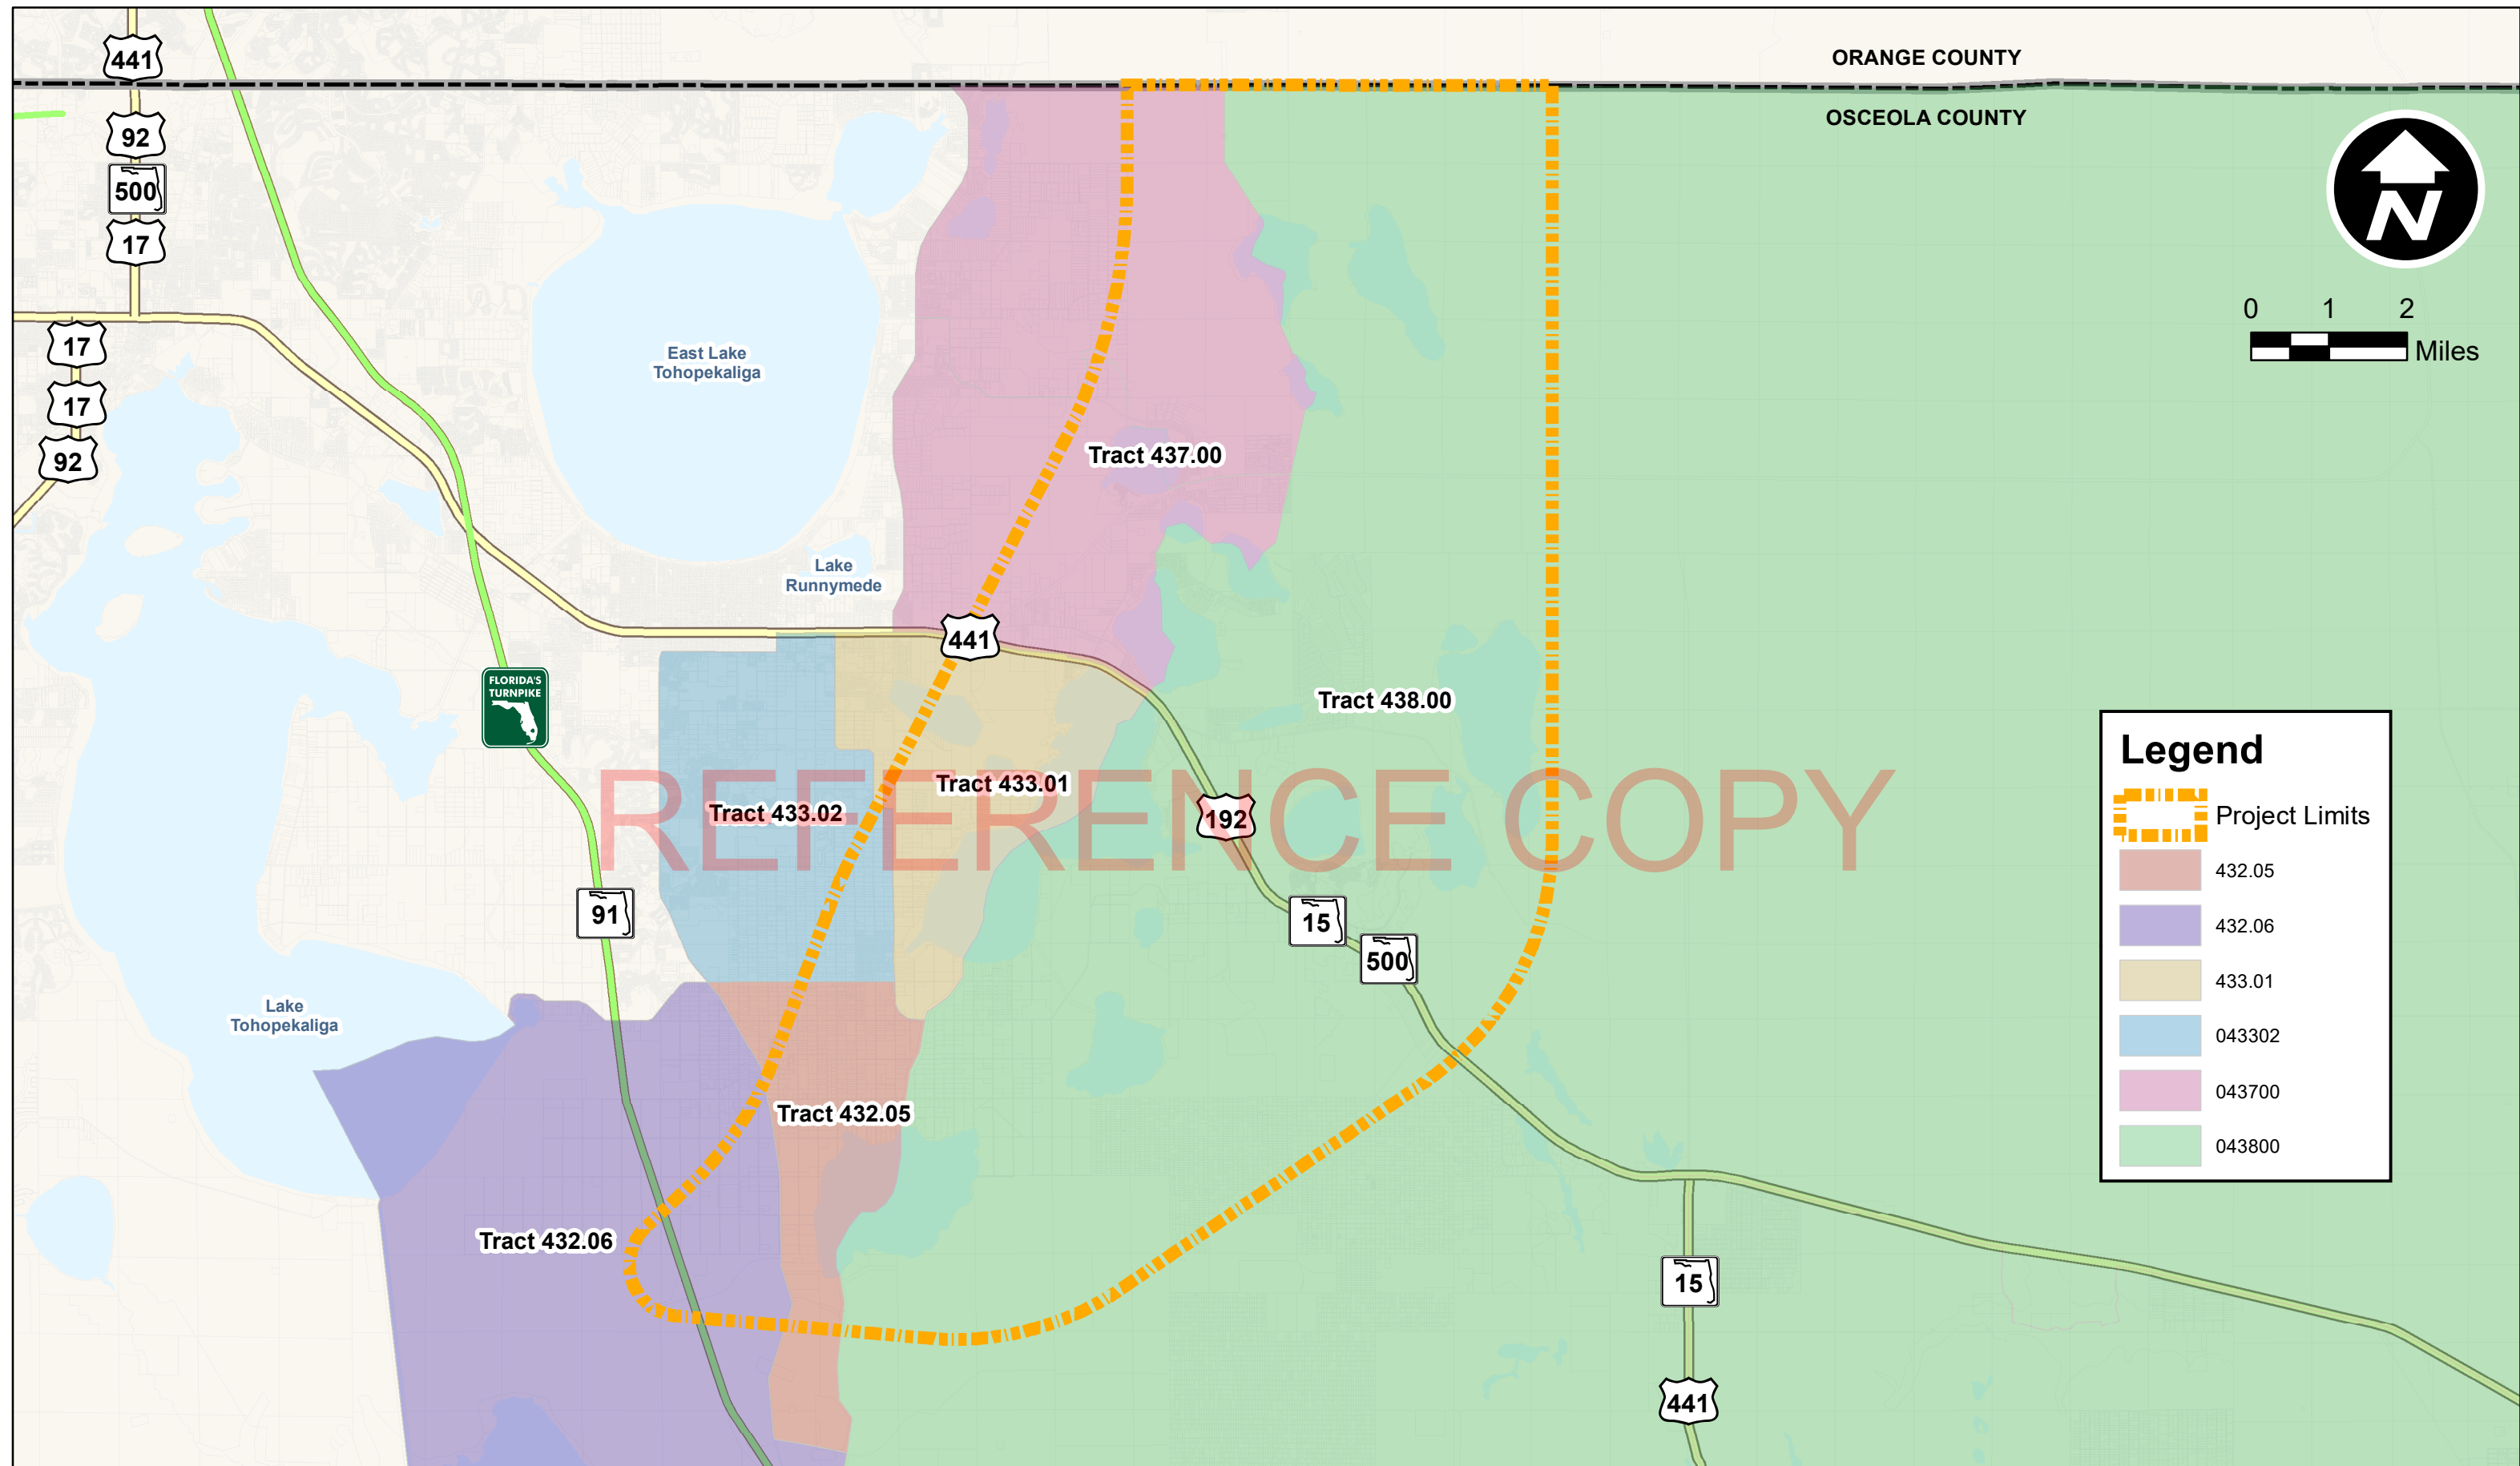 441
ORANGE COUNTY
OSCEOLA COUNTY
92
500
17
N
0 1 2
Miles
17
17
92
East Lake
Tohopekaliga
Tract 437.00
Lake
Runnymede
441
FLORIDA'S
TURNPIKE
Tract 438.00
Legend
Project Limits
432.05
432.06
433.01
043302
043700
043800
Tract 433.01
Tract 433.02
192
REFERENCE COPY
91
15
500
Lake
Tohopekaliga
Tract 432.05
Tract 432.06
15
441